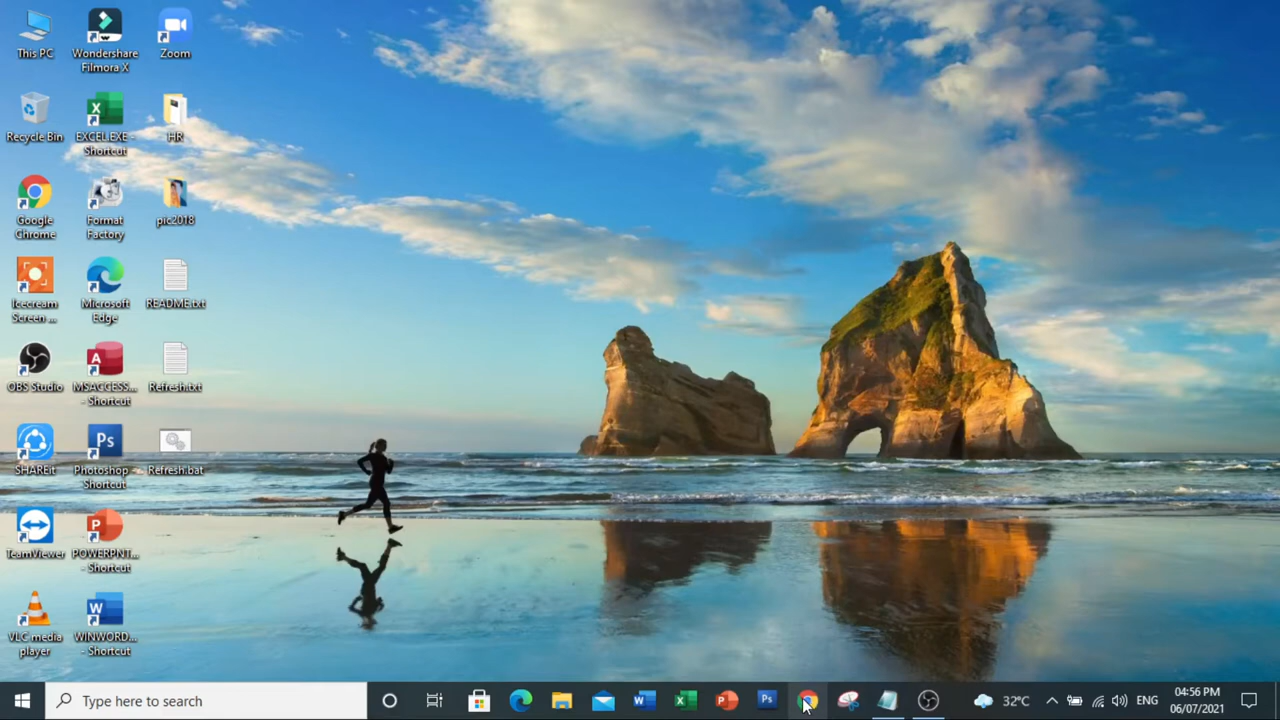 This PC
Wondershare
Filmora X
Zoom
Recycle Bin
EXCEL.EXE -
Shortcut
HR
Google
Chrome
Format
Factory
pic2018
Icecream
Screen ...
Microsoft
Edge
README.txt
OBS Studio
MSACCESS...
- Shortcut
Refresh.txt
SHAREit
Photoshop -
Shortcut
Refresh.bat
TeamViewer
POWERPNT...
- Shortcut
VLC media
player
WINWORD...
- Shortcut
Type here to search
32°C
ENG
04:56 PM
06/07/2021